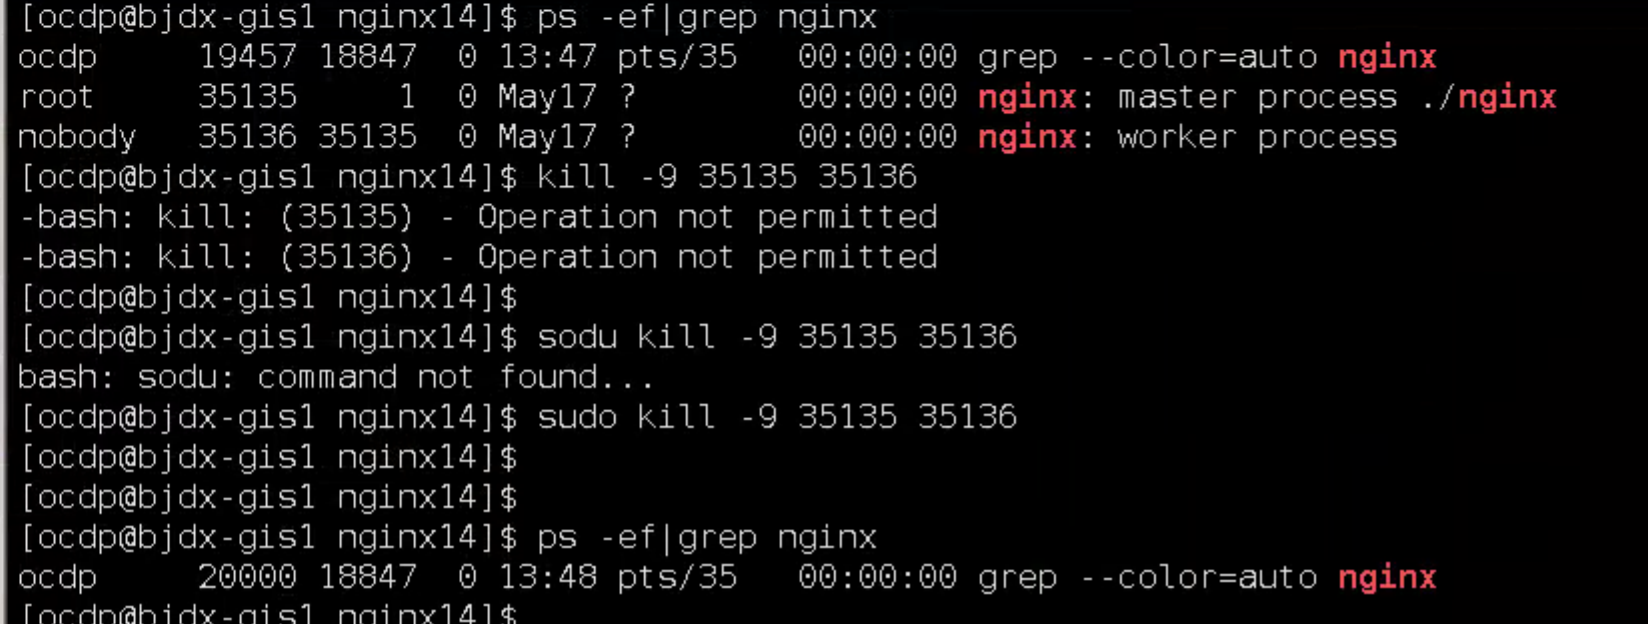 [ocdp@bjdx-gis1 nginx14]$ ps -ef|grep nginx
ocdp     19457 18847  0 13:47 pts/35   00:00:00 grep --color=auto nginx
root     35135     1  0 May17 ?        00:00:00 nginx: master process ./nginx
nobody   35136 35135  0 May17 ?        00:00:00 nginx: worker process
[ocdp@bjdx-gis1 nginx14]$ kill -9 35135 35136
-bash: kill: (35135) - Operation not permitted
-bash: kill: (35136) - Operation not permitted
[ocdp@bjdx-gis1 nginx14]$
[ocdp@bjdx-gis1 nginx14]$ sodu kill -9 35135 35136
bash: sodu: command not found...
[ocdp@bjdx-gis1 nginx14]$ sudo kill -9 35135 35136
[ocdp@bjdx-gis1 nginx14]$
[ocdp@bjdx-gis1 nginx14]$
[ocdp@bjdx-gis1 nginx14]$ ps -ef|grep nginx
ocdp     20000 18847  0 13:48 pts/35   00:00:00 grep --color=auto nginx
[ocdp@bjdx-gis1 nginx14]$